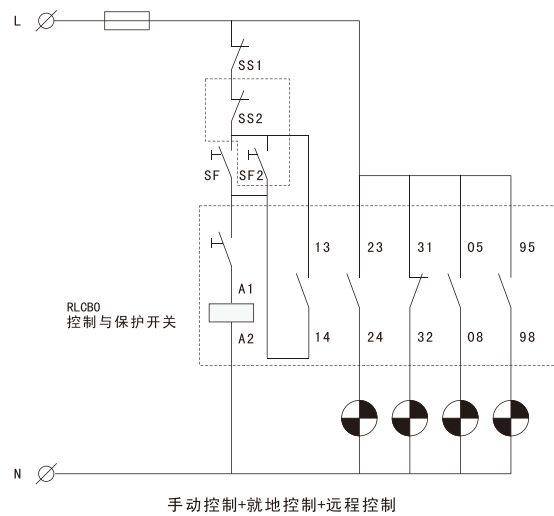 L
SS1
SS2
SF SF2
13 23 31 05 95
A1
RLCBO
控制与保护开关
A2 14 24 32 08 98
N
手动控制+就地控制+远程控制